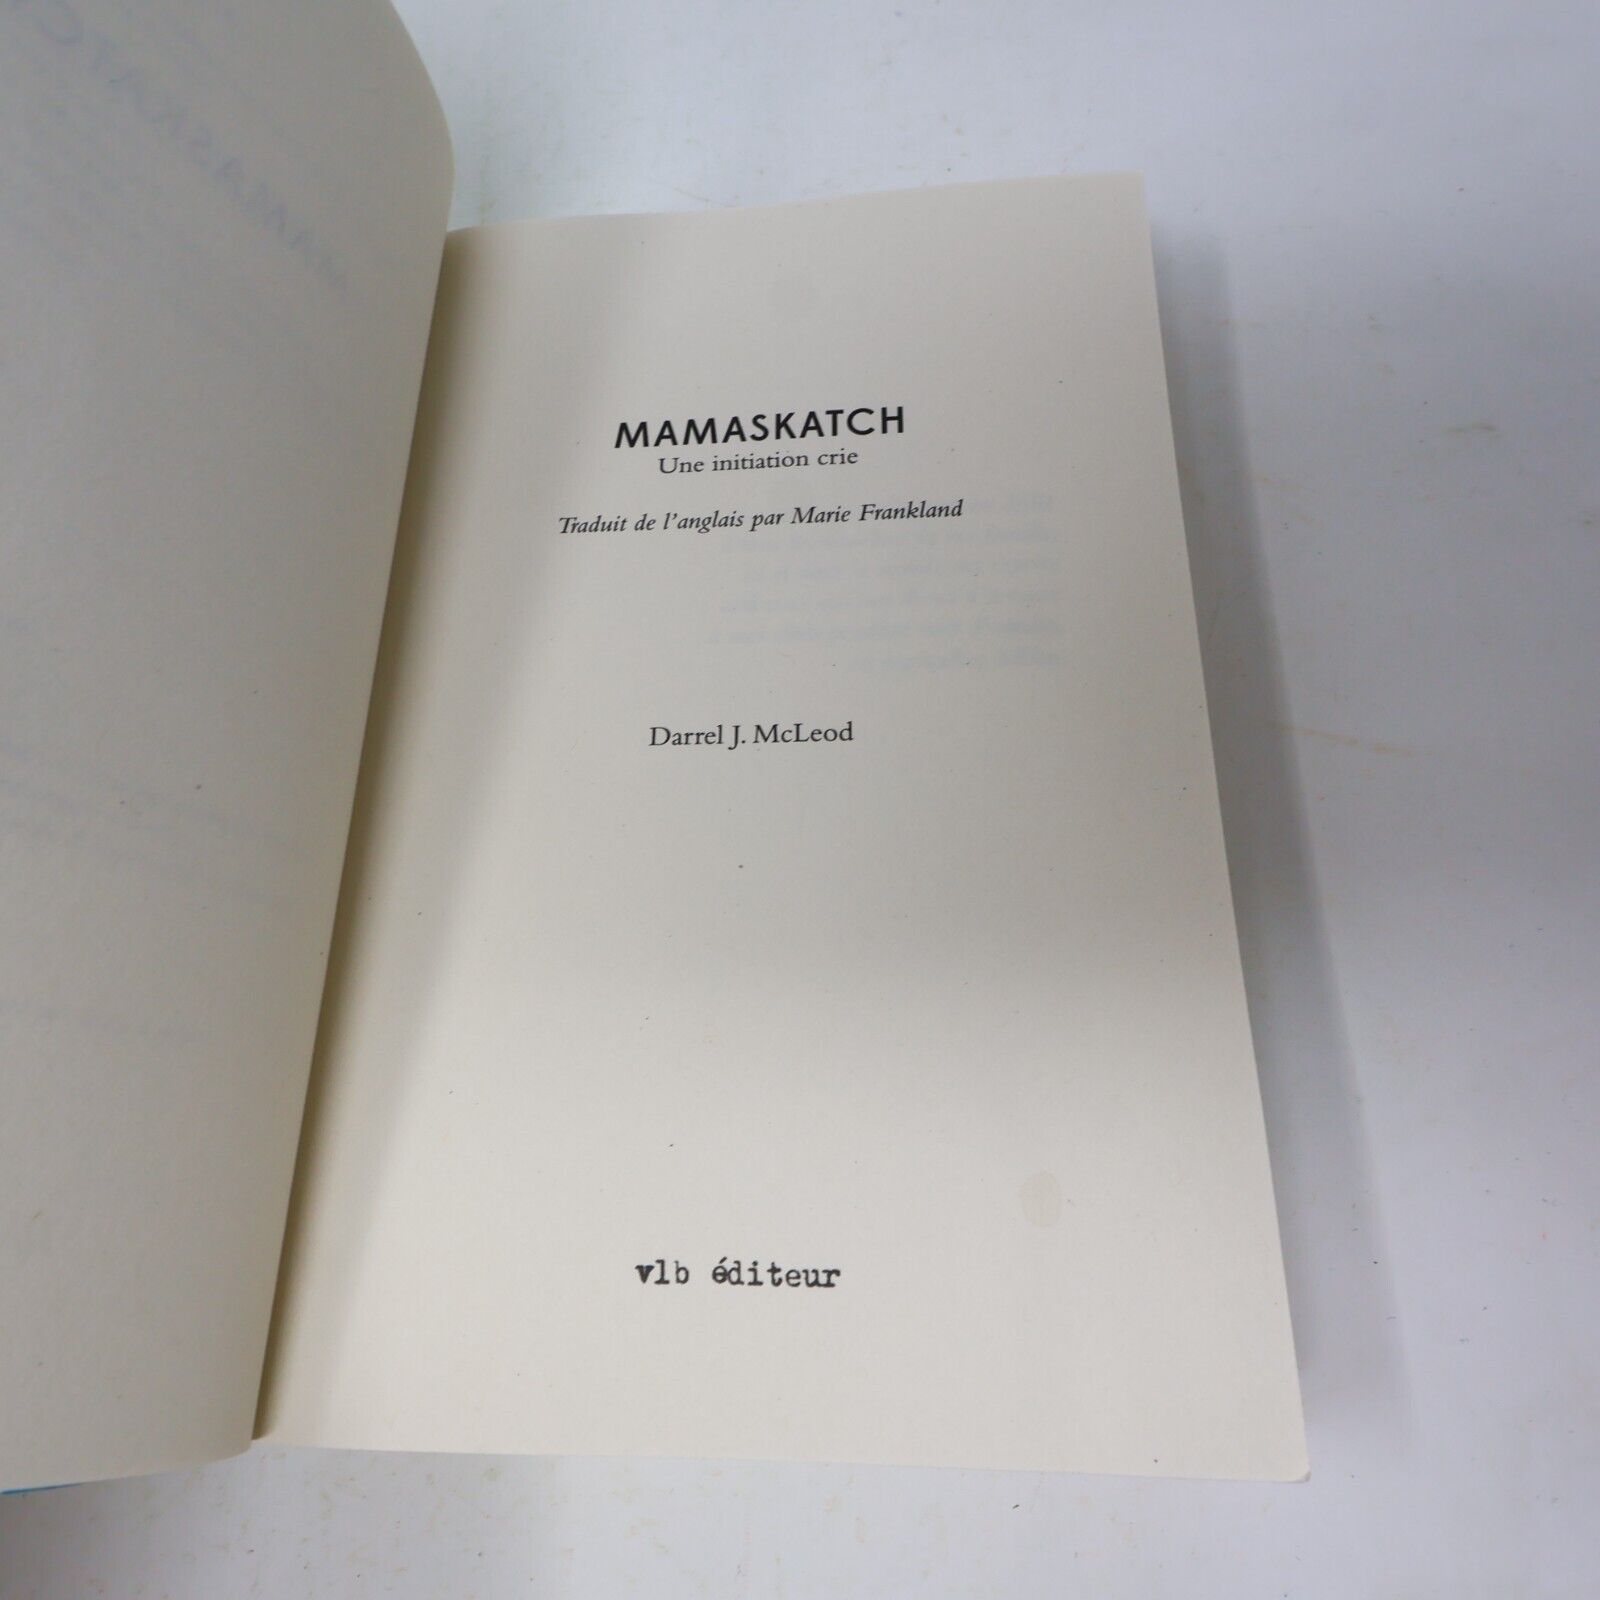 MAMASKATCH
Une initiation crie
Traduit de l'anglais par Marie Frankland
Darrel J. McLeod
vlb éditeur